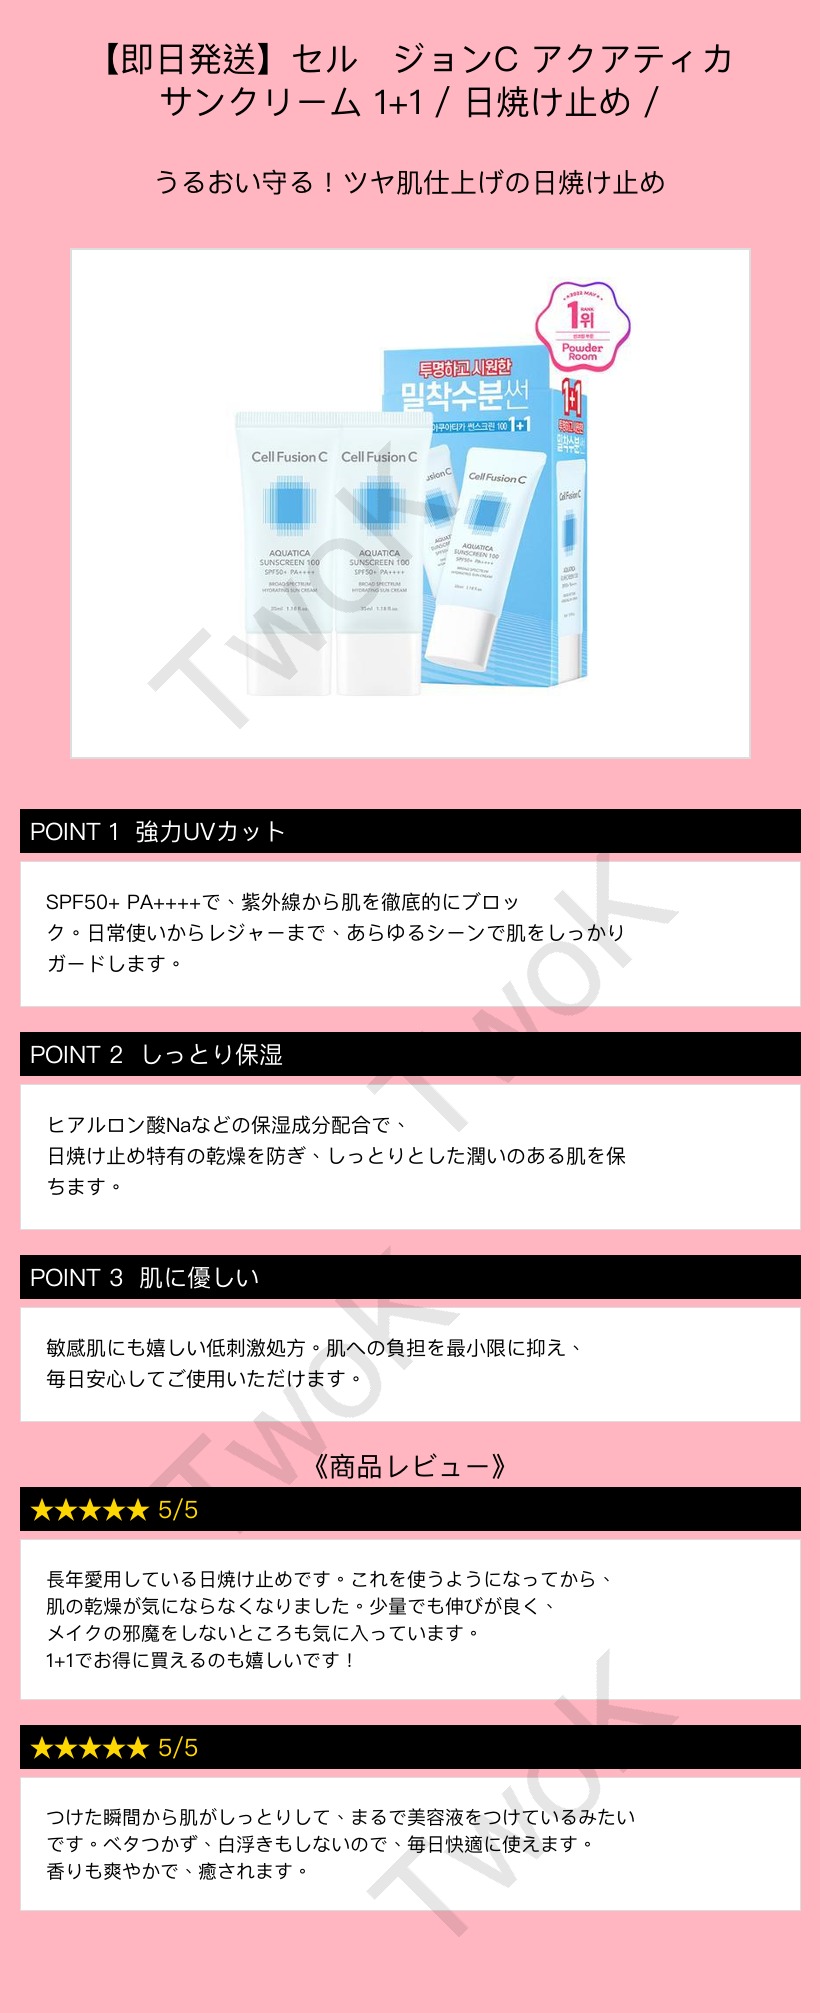 【即日発送】セル　ジョンC アクアティカ
サンクリーム 1+1 / 日焼け止め /
うるおい守る！ツヤ肌仕上げの日焼け止め
2022 MAY
1위
RANK
Powder
Room
투명하고 시원한
밀착수분썬
아쿠아티카 썬스크린 100 1+1
1+1
투명하고 시원한
밀착수분썬
Cell Fusion C
AQUATICA
SUNSCREEN 100
SPF50+ PA++++
BROAD SPECTRUM
HYDRATING SUN CREAM
35ml 1.18 fl.oz
Cell Fusion C
AQUATICA
SUNSCREEN 100
SPF50+ PA++++
BROAD SPECTRUM
HYDRATING SUN CREAM
35ml 1.18 fl.oz
Cell Fusion C
AQUATICA
SUNSCREEN 100
SPF50+ PA++++
BROAD SPECTRUM
HYDRATING SUN CREAM
Cell Fusion C
TwoK
POINT 1 強力UVカット
SPF50+ PA++++で、紫外線から肌を徹底的にブロッ
ク。日常使いからレジャーまで、あらゆるシーンで肌をしっかり
ガードします。
TwoK
POINT 2 しっとり保湿
ヒアルロン酸Naなどの保湿成分配合で、
日焼け止め特有の乾燥を防ぎ、しっとりとした潤いのある肌を保
ちます。
POINT 3 肌に優しい
敏感肌にも嬉しい低刺激処方。肌への負担を最小限に抑え、
毎日安心してご使用いただけます。
TwoK
《商品レビュー》
★★★★★ 5/5
長年愛用している日焼け止めです。これを使うようになってから、
肌の乾燥が気にならなくなりました。少量でも伸びが良く、
メイクの邪魔をしないところも気に入っています。
1+1でお得に買えるのも嬉しいです！
★★★★★ 5/5
つけた瞬間から肌がしっとりして、まるで美容液をつけているみたい
です。ベタつかず、白浮きもしないので、毎日快適に使えます。
香りも爽やかで、癒されます。
TwoK